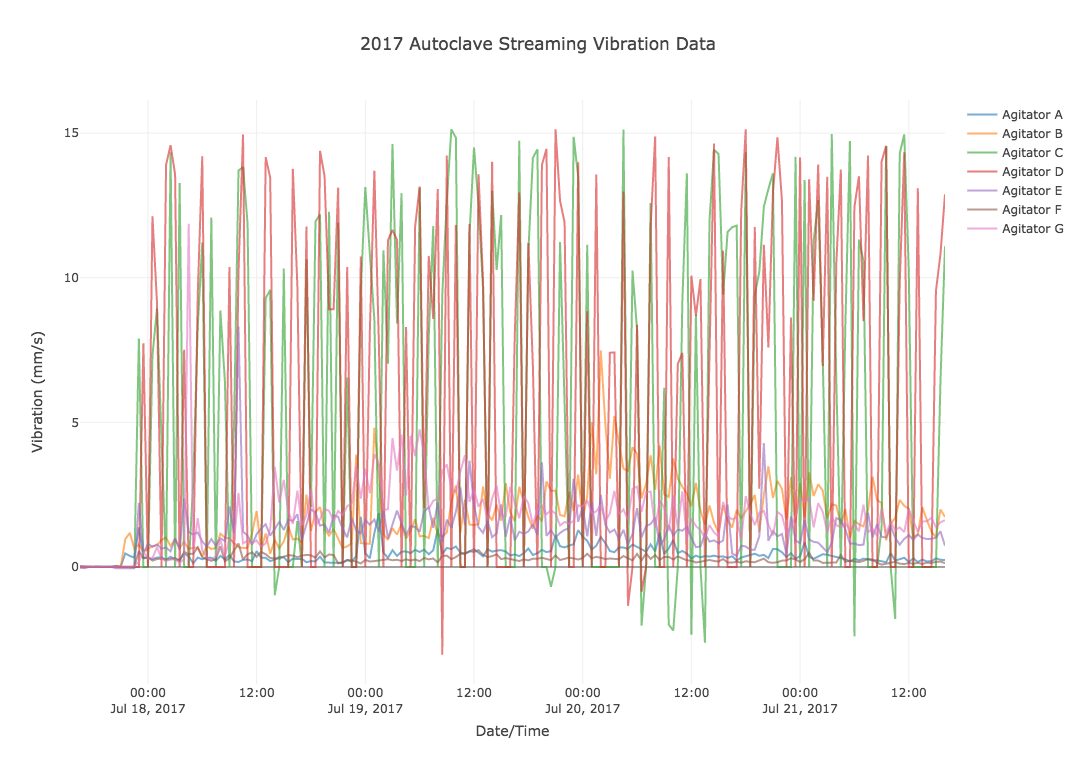 2017 Autoclave Streaming Vibration Data
Agitator A
Agitator B
Agitator C
Agitator D
Agitator E
Agitator F
Agitator G
15
10
5
0
Vibration (mm/s)
00:00 12:00 00:00 12:00 00:00 12:00 00:00 12:00
Jul 18, 2017 Jul 19, 2017 Jul 20, 2017 Jul 21, 2017
Date/Time